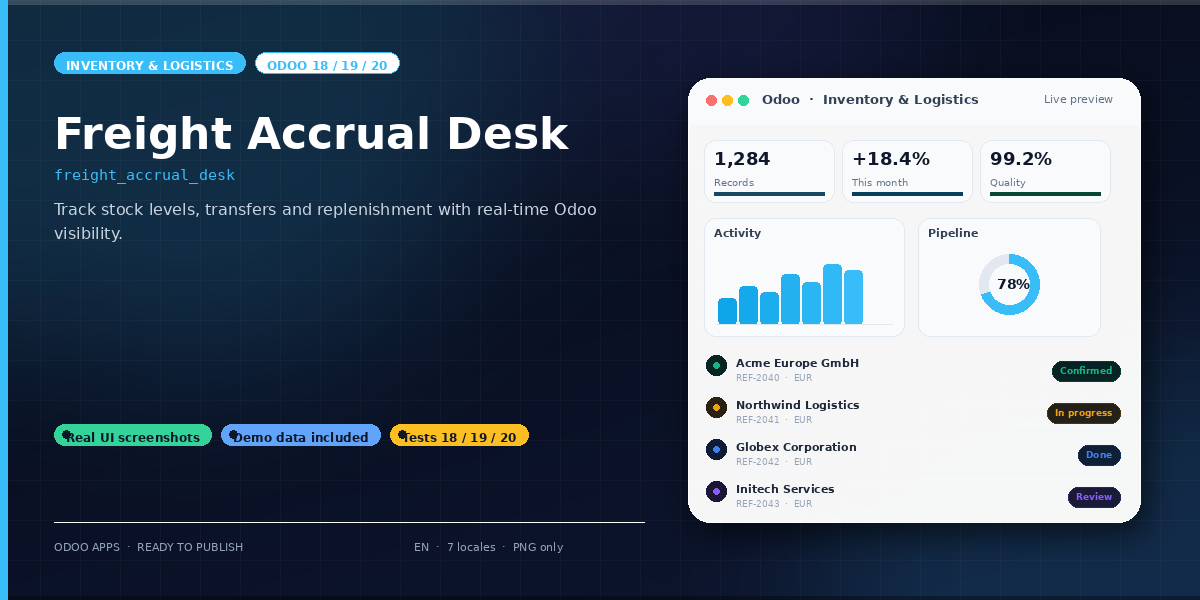 INVENTORY & LOGISTICS
ODOO 18 / 19 / 20
Freight Accrual Desk
freight_accrual_desk
Track stock levels, transfers and replenishment with real-time Odoo
visibility.
Real UI screenshots
Demo data included
Tests 18 / 19 / 20
ODOO APPS · READY TO PUBLISH
EN · 7 locales · PNG only
Odoo · Inventory & Logistics
Live preview
1,284
Records
+18.4%
This month
99.2%
Quality
Activity
Pipeline
78%
Acme Europe GmbH
REF-2040 · EUR
Confirmed
Northwind Logistics
REF-2041 · EUR
In progress
Globex Corporation
REF-2042 · EUR
Done
Initech Services
REF-2043 · EUR
Review